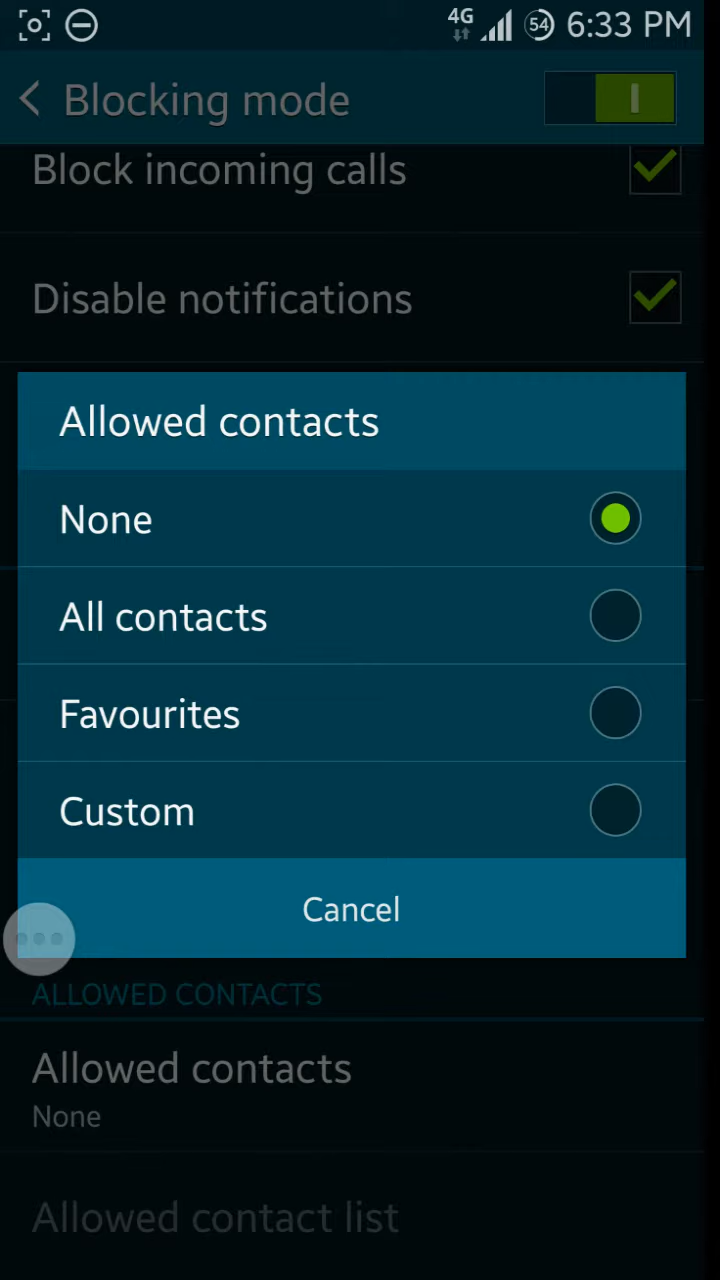 4G 54 6:33 PM
Blocking mode
Block incoming calls
Disable notifications
Allowed contacts
None
All contacts
Favourites
Custom
Cancel
ALLOWED CONTACTS
Allowed contacts
None
Allowed contact list